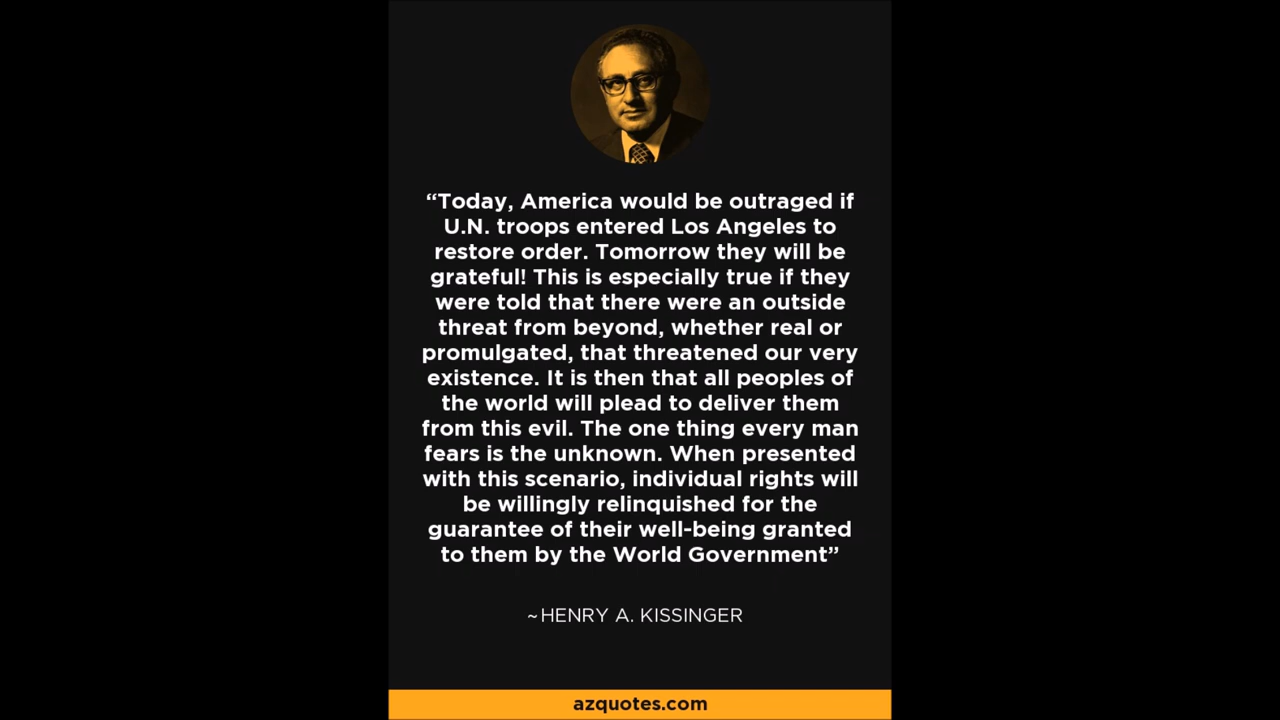 “Today, America would be outraged if
U.N. troops entered Los Angeles to
restore order. Tomorrow they will be
grateful! This is especially true if they
were told that there were an outside
threat from beyond, whether real or
promulgated, that threatened our very
existence. It is then that all peoples of
the world will plead to deliver them
from this evil. The one thing every man
fears is the unknown. When presented
with this scenario, individual rights will
be willingly relinquished for the
guarantee of their well-being granted
to them by the World Government”
~HENRY A. KISSINGER
azquotes.com